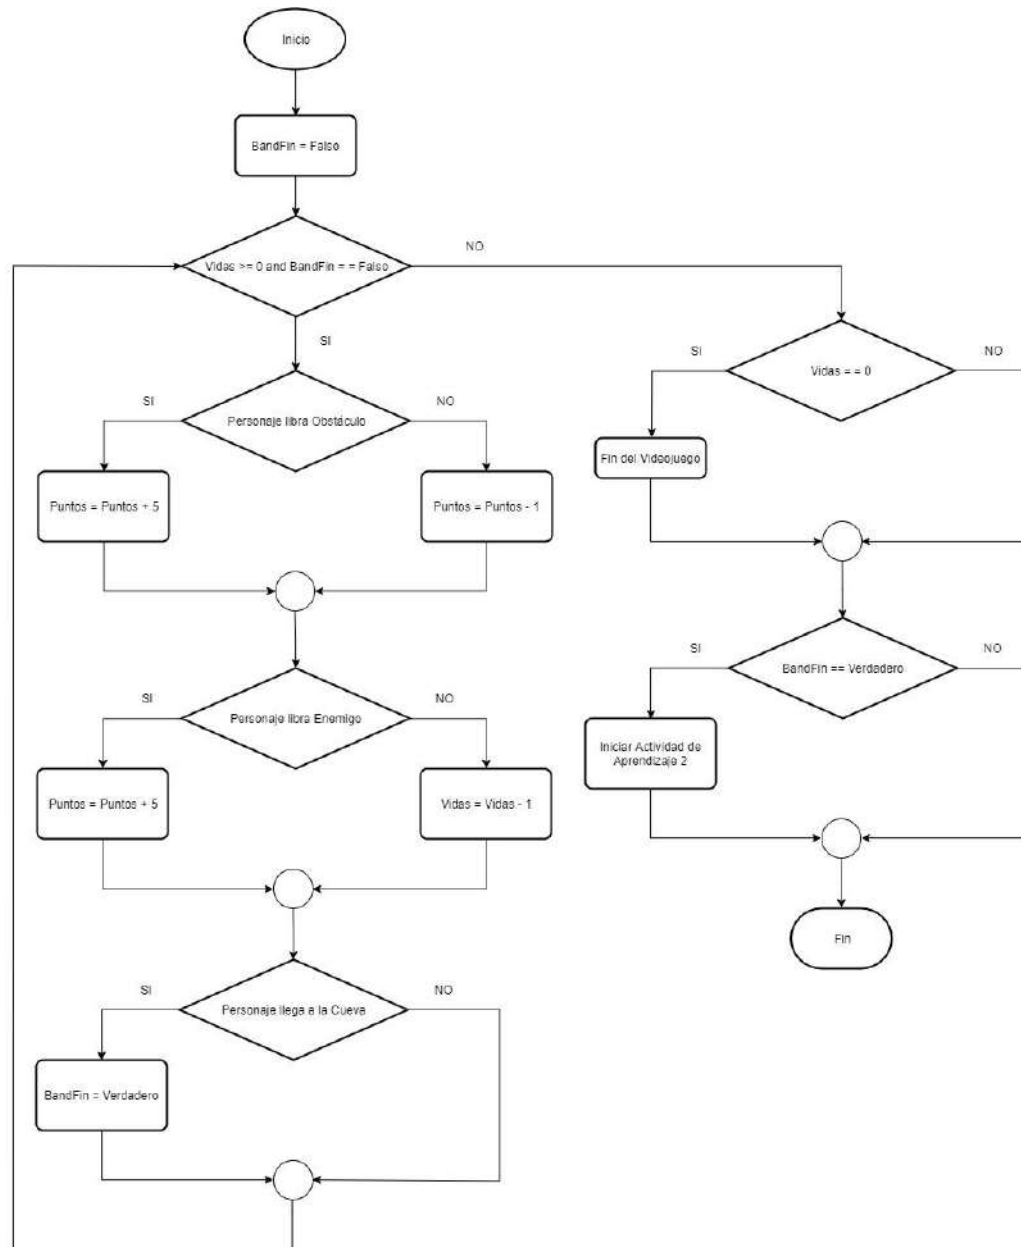 Inicio
BandFin = Falso
Vidas >= 0 and BandFin = = Falso
NO
SI
Personaje libra Obstáculo
SI
NO
Puntos = Puntos + 5
Puntos = Puntos - 1
Personaje libra Enemigo
SI
NO
Puntos = Puntos + 5
Vidas = Vidas - 1
Personaje llega a la Cueva
SI
NO
BandFin = Verdadero
Vidas = = 0
SI
NO
Fin del Videojuego
BandFin == Verdadero
SI
NO
Iniciar Actividad de
Aprendizaje 2
Fin